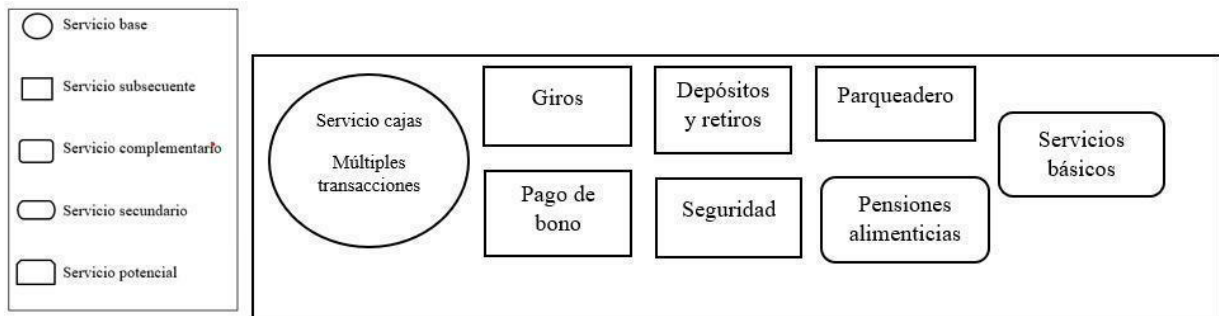 Servicio base
Servicio subsecuente
Servicio complementario
Servicio secundario
Servicio potencial
Servicio cajas
Múltiples
transacciones
Giros
Depósitos
y retiros
Parqueadero
Servicios
básicos
Pago de
bono
Seguridad
Pensiones
alimenticias